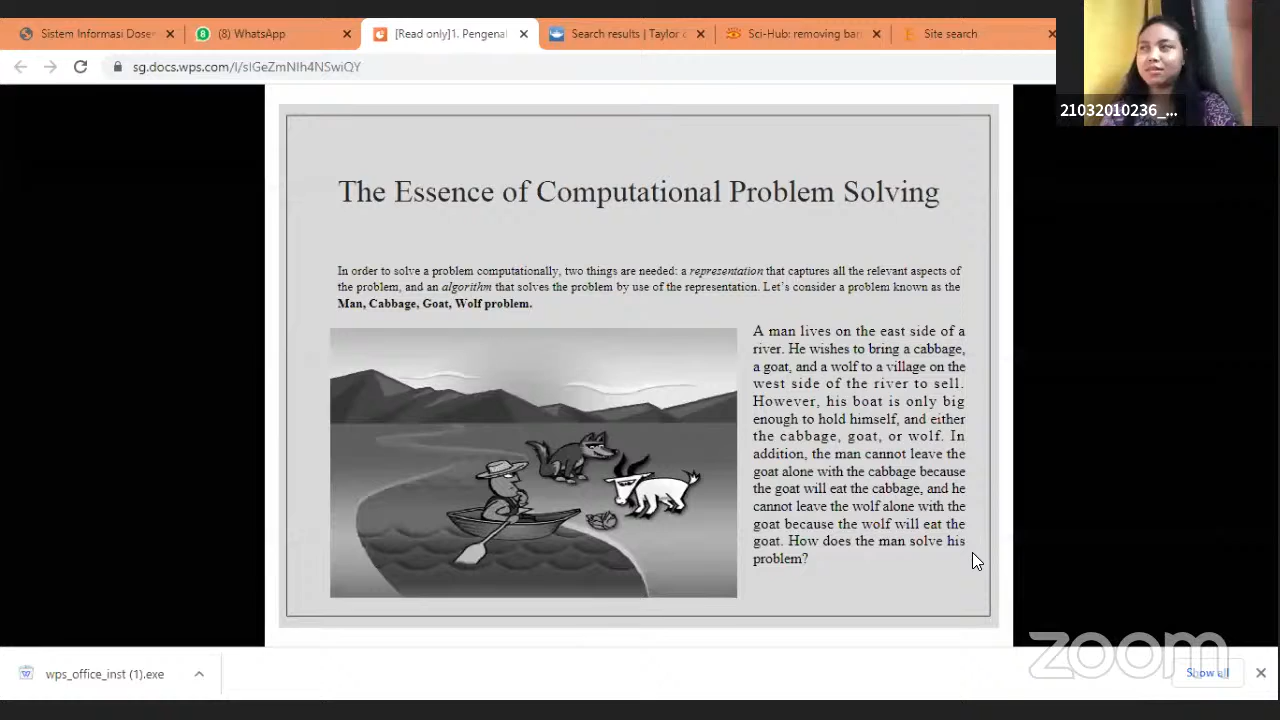 Sistem Informasi Dosen
(8) WhatsApp
[Read only]1. Pengenal
Search results | Taylor
Sci-Hub: removing bar
Site search
sg.docs.wps.com/l/sIGeZmNIh4NSwiQY
21032010236_...
The Essence of Computational Problem Solving
In order to solve a problem computationally, two things are needed: a representation that captures all the relevant aspects of
the problem, and an algorithm that solves the problem by use of the representation. Let's consider a problem known as the
Man, Cabbage, Goat, Wolf problem.
A man lives on the east side of a
river. He wishes to bring a cabbage,
a goat, and a wolf to a village on the
west side of the river to sell.
However, his boat is only big
enough to hold himself, and either
the cabbage, goat, or wolf. In
addition, the man cannot leave the
goat alone with the cabbage because
the goat will eat the cabbage, and he
cannot leave the wolf alone with the
goat because the wolf will eat the
goat. How does the man solve his
problem?
zoom
wps_office_inst (1).exe
Show all